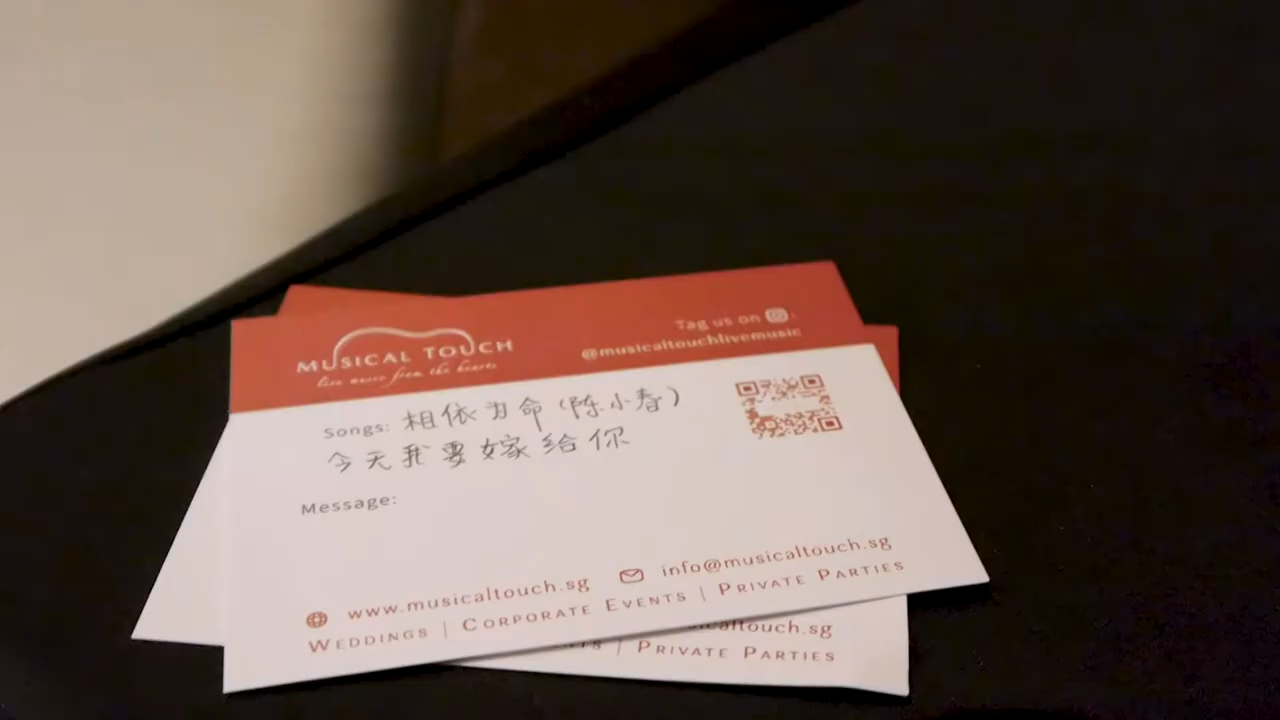 MUSICAL TOUCH
live music from the hearts
Tag us on
@musicaltouchlivemusic
Songs: 相依为命 (陈小春)
今天我要嫁给你
Message:
www.musicaltouch.sg info@musicaltouch.sg
WEDDINGS | CORPORATE EVENTS | PRIVATE PARTIES
musicaltouch.sg
| PRIVATE PARTIES